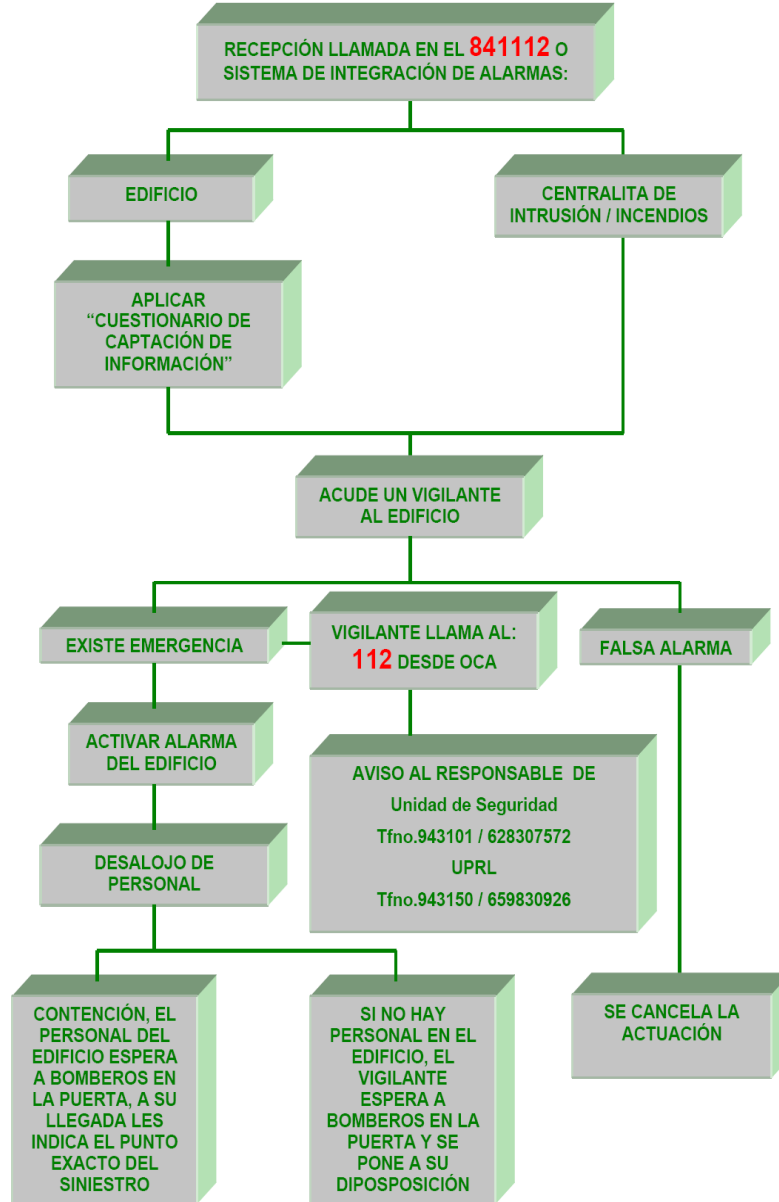 RECEPCIÓN LLAMADA EN EL 841112 O
SISTEMA DE INTEGRACIÓN DE ALARMAS:
EDIFICIO
CENTRALITA DE
INTRUSIÓN / INCENDIOS
APLICAR
“CUESTIONARIO DE
CAPTACIÓN DE
INFORMACIÓN”
ACUDE UN VIGILANTE
AL EDIFICIO
EXISTE EMERGENCIA
VIGILANTE LLAMA AL:
112 DESDE OCA
FALSA ALARMA
ACTIVAR ALARMA
DEL EDIFICIO
AVISO AL RESPONSABLE DE
Unidad de Seguridad
Tfno.943101 / 628307572
UPRL
Tfno.943150 / 659830926
DESALOJO DE
PERSONAL
CONTENCIÓN, EL
PERSONAL DEL
EDIFICIO ESPERA
A BOMBEROS EN
LA PUERTA, A SU
LLEGADA LES
INDICA EL PUNTO
EXACTO DEL
SINIESTRO
SI NO HAY
PERSONAL EN EL
EDIFICIO, EL
VIGILANTE
ESPERA A
BOMBEROS EN LA
PUERTA Y SE
PONE A SU
DIPOSPOSICIÓN
SE CANCELA LA
ACTUACIÓN